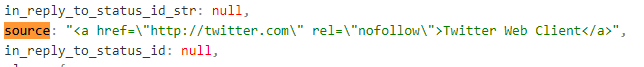 in_reply_to_status_id_str: null,
source: "<a href=\"http://twitter.com\" rel=\"nofollow\">Twitter Web Client</a>",
in_reply_to_status_id: null,